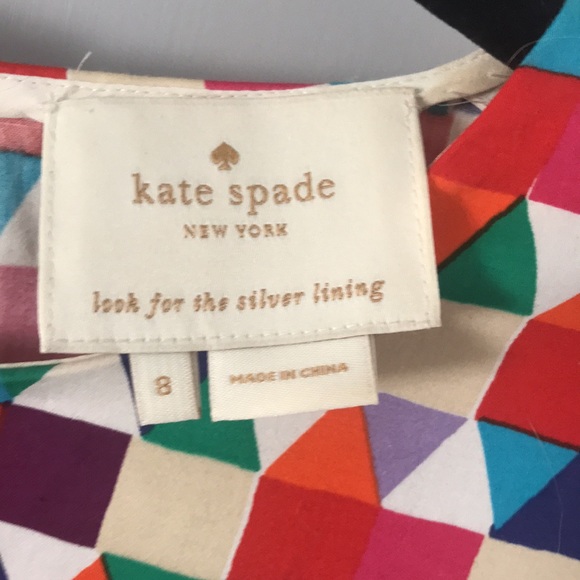 kate spade
NEW YORK
look for the silver lining
8
MADE IN CHINA